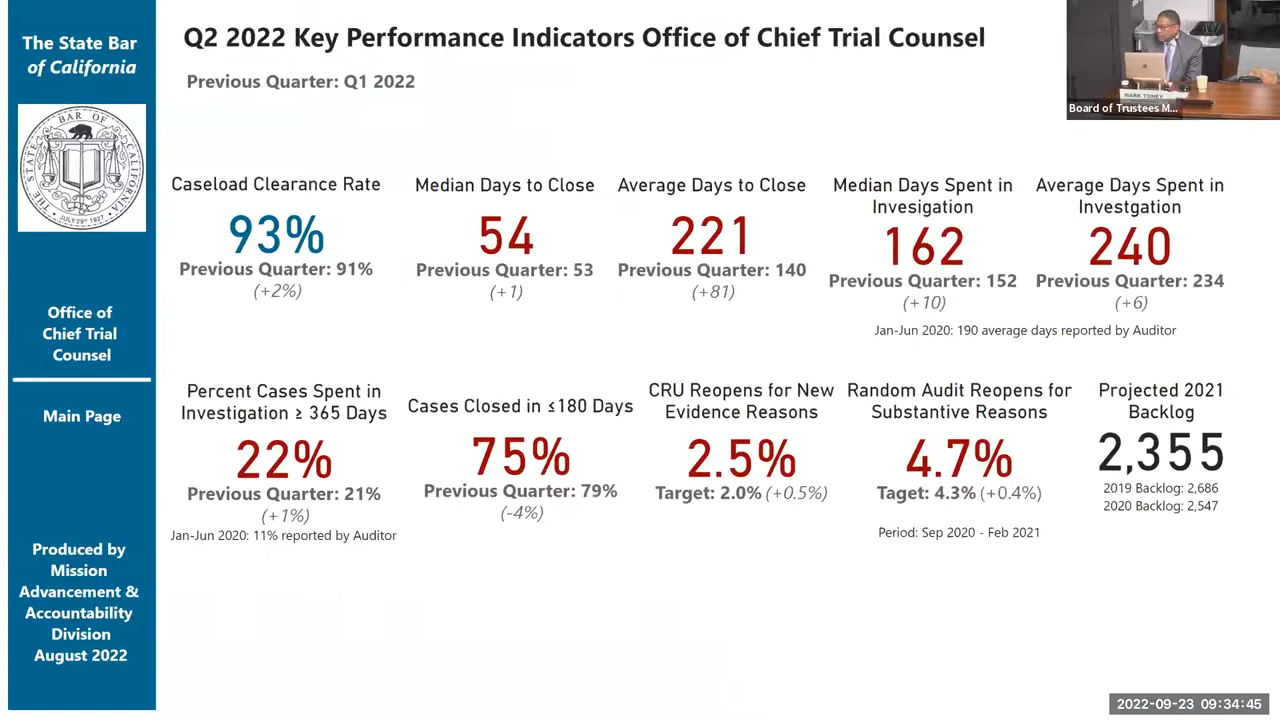 The State Bar
of California
THE STATE BAR OF CALIFORNIA
JULY 29TH 1927
Office of
Chief Trial
Counsel
Main Page
Produced by
Mission
Advancement &
Accountability
Division
August 2022
Q2 2022 Key Performance Indicators Office of Chief Trial Counsel
Previous Quarter: Q1 2022
MARK TONEY
Board of Trustees M...
Caseload Clearance Rate
93%
Previous Quarter: 91%
(+2%)
Median Days to Close
54
Previous Quarter: 53
(+1)
Average Days to Close
221
Previous Quarter: 140
(+81)
Median Days Spent in
Invesigation
162
Previous Quarter: 152
(+10)
Average Days Spent in
Investgation
240
Previous Quarter: 234
(+6)
Jan-Jun 2020: 190 average days reported by Auditor
Percent Cases Spent in
Investigation ≥ 365 Days
22%
Previous Quarter: 21%
(+1%)
Jan-Jun 2020: 11% reported by Auditor
Cases Closed in ≤180 Days
75%
Previous Quarter: 79%
(-4%)
CRU Reopens for New
Evidence Reasons
2.5%
Target: 2.0% (+0.5%)
Random Audit Reopens for
Substantive Reasons
4.7%
Taget: 4.3% (+0.4%)
Period: Sep 2020 - Feb 2021
Projected 2021
Backlog
2,355
2019 Backlog: 2,686
2020 Backlog: 2,547
2022-09-23 09:34:45